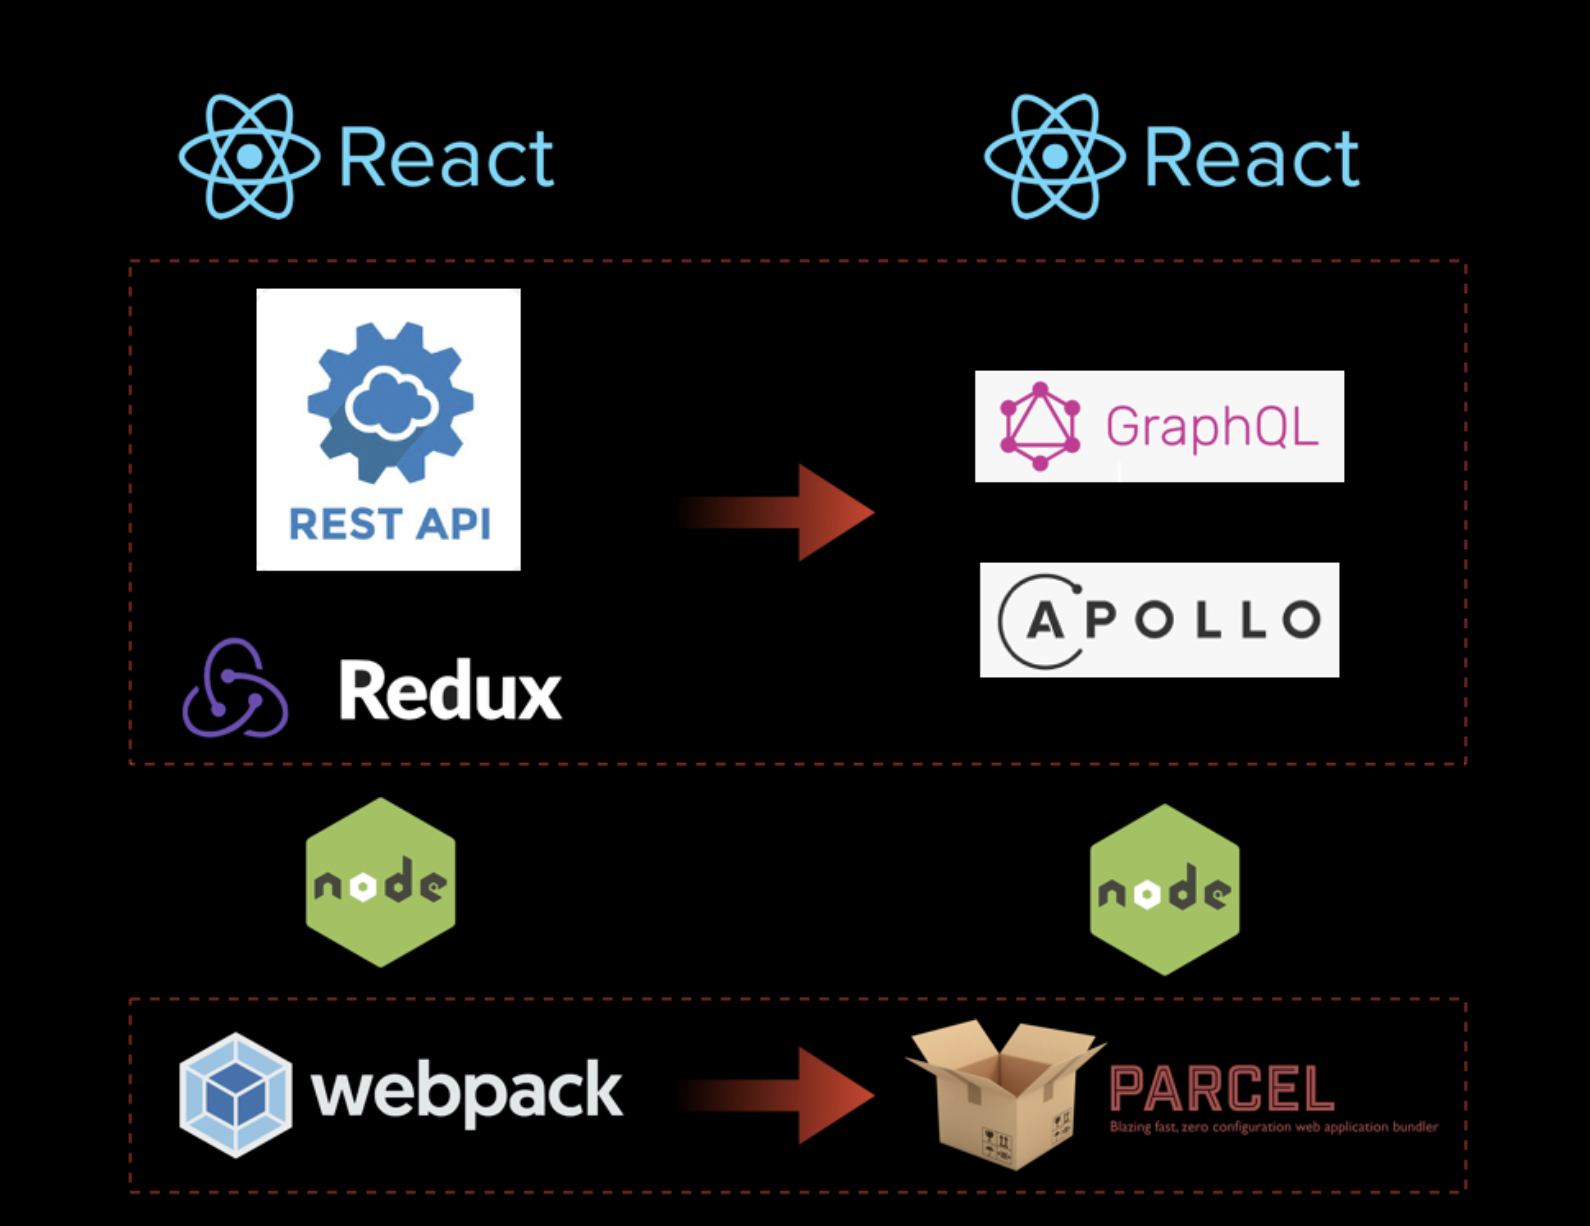 React
React
REST API
GraphQL
APOLLO
Redux
node
node
webpack
PARCEL
Blazing fast, zero configuration web application bundler